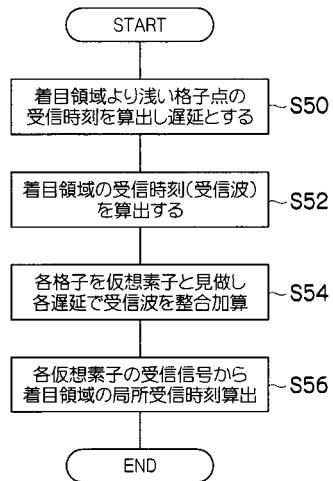 START
着目領域より浅い格子点の
受信時刻を算出し遅延とする
S50
着目領域の受信時刻(受信波)
を算出する
S52
各格子を仮想素子と見做し
各遅延で受信波を整合加算
S54
各仮想素子の受信信号から
着目領域の局所受信時刻算出
S56
END